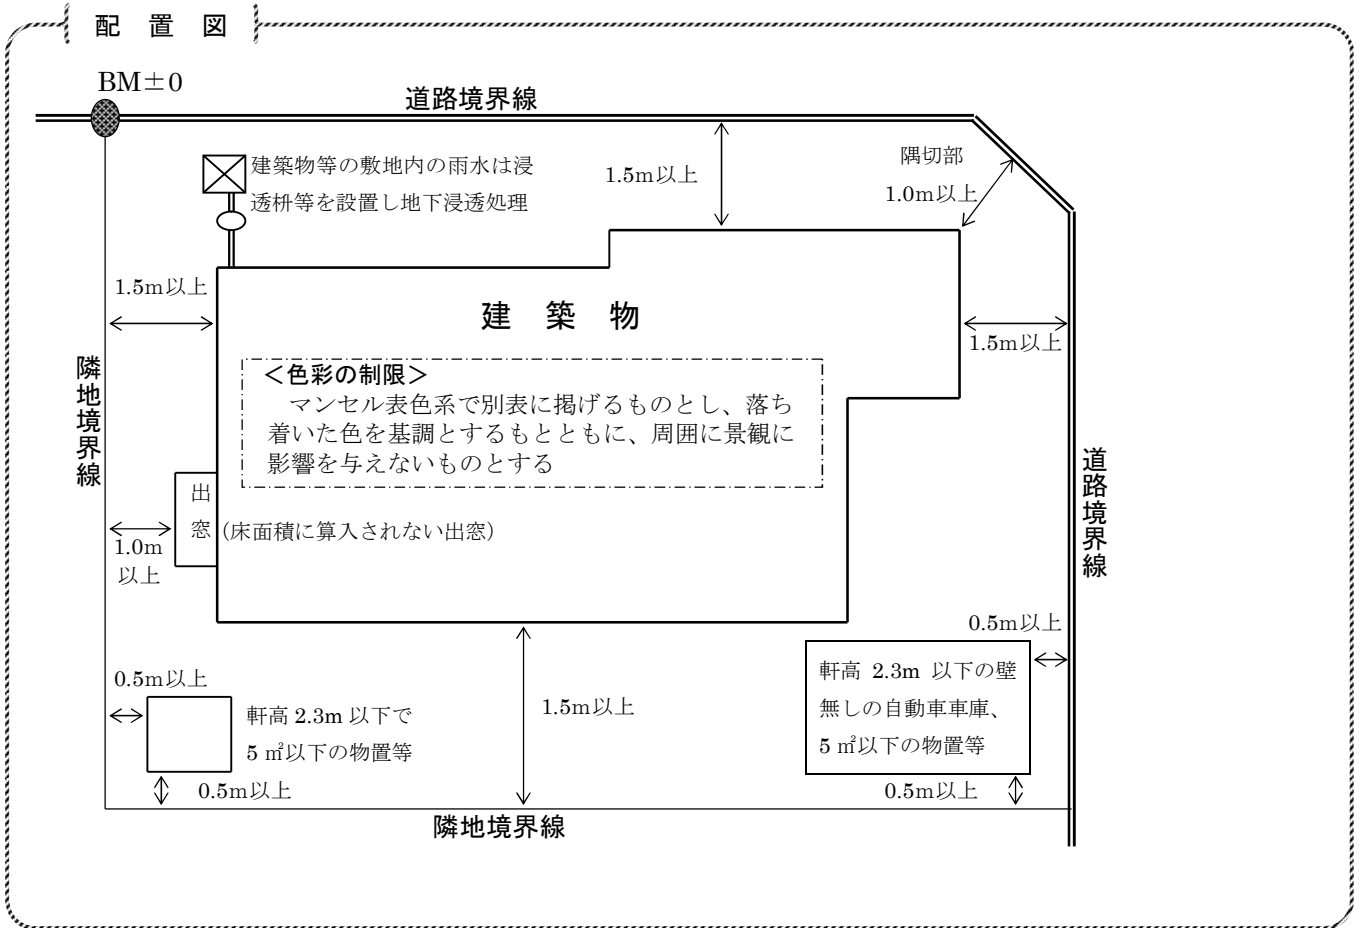 配 置 図
BM±0
道路境界線
建築物等の敷地内の雨水は浸
透枡等を設置し地下浸透処理
1.5m以上
隅切部
1.0m以上
1.5m以上
建 築 物
1.5m以上
隣地境界線
＜色彩の制限＞
マンセル表色系で別表に掲げるものとし、落ち
着いた色を基調とするもとともに、周囲に景観に
影響を与えないものとする
道路境界線
出窓
(床面積に算入されない出窓)
1.0m
以上
0.5m以上
軒高 2.3m 以下の壁
無しの自動車車庫、
5 ㎡以下の物置等
0.5m以上
軒高 2.3m 以下で
5 ㎡以下の物置等
1.5m以上
0.5m以上
0.5m以上
隣地境界線